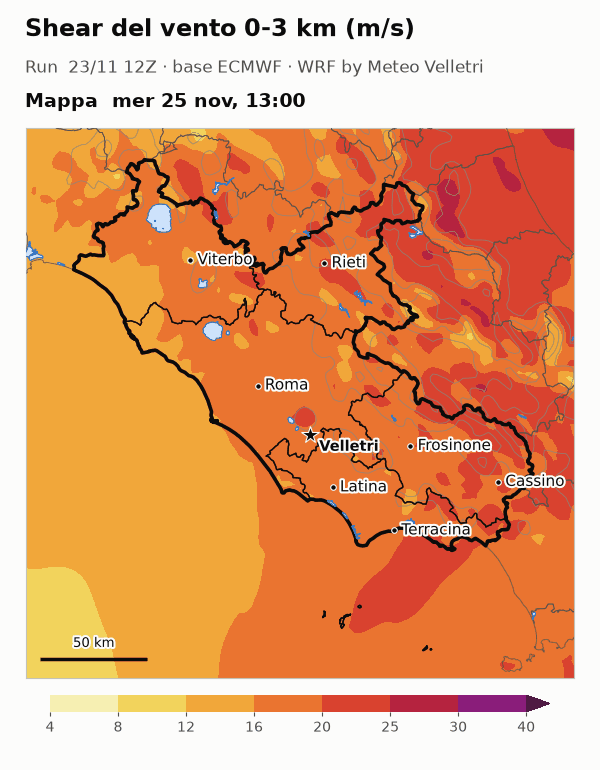 Shear del vento 0-3 km (m/s)
Run  23/11 12Z · base ECMWF · WRF by Meteo Velletri
Mappa  mer 25 nov, 13:00
Viterbo
Rieti
Roma
Velletri
Frosinone
Latina
Cassino
Terracina
50 km
4 8 12 16 20 25 30 40